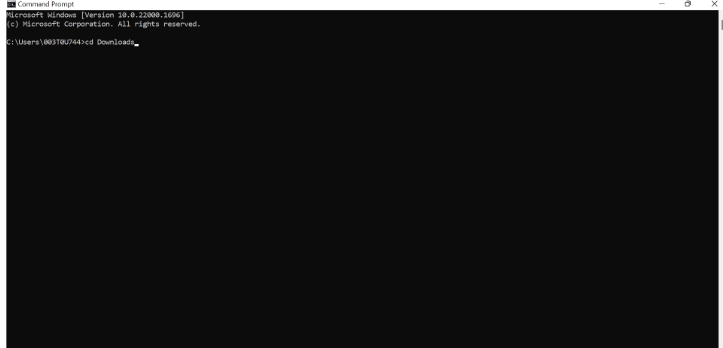 Command Prompt
Microsoft Windows [Version 10.0.22000.1696]
(c) Microsoft Corporation. All rights reserved.
C:\Users\003T0U744>cd Downloads